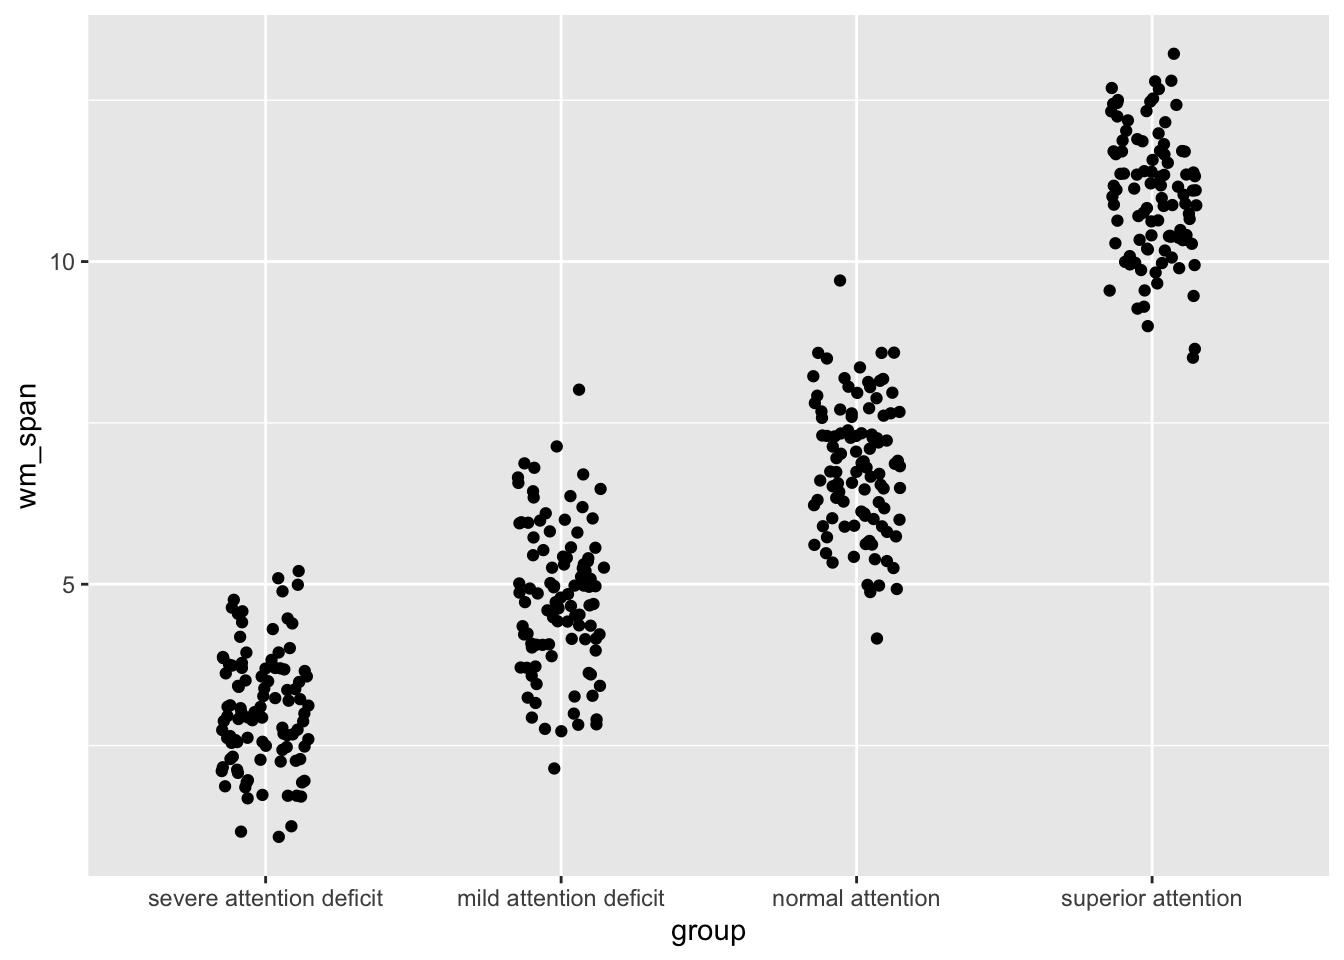 wm_span
10
5
severe attention deficit
mild attention deficit
normal attention
superior attention
group